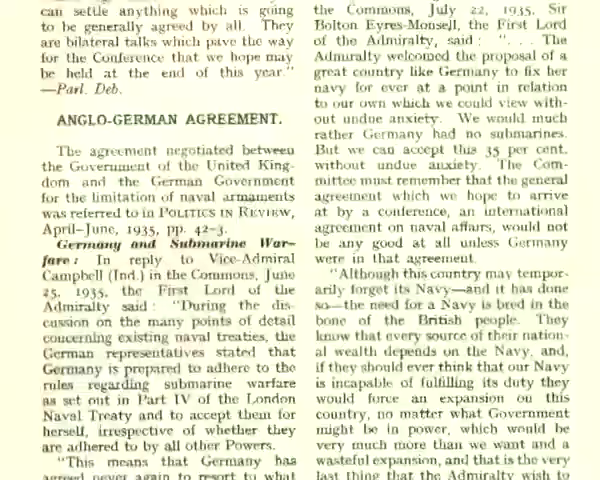 can settle anything which is going
to be generally agreed by all. They
are bilateral talks which pave the way
for the Conference that we hope may
be held at the end of this year."
—Parl. Deb.
ANGLO-GERMAN AGREEMENT.
The agreement negotiated between
the Government of the United King-
dom and the German Government
for the limitation of naval armaments
was referred to in POLITICS IN REVIEW,
April-June, 1935, pp. 42-3.
Germany and Submarine War-
fare: In reply to Vice-Admiral
Campbell (Ind.) in the Commons, June
25, 1935, the First Lord of the
Admiralty said: "During the dis-
cussion on the many points of detail
concerning existing naval treaties, the
German representatives stated that
Germany is prepared to adhere to the
rules regarding submarine warfare
as set out in Part IV of the London
Naval Treaty and to accept them for
herself, irrespective of whether they
are adhered to by all other Powers.
"This means that Germany has
agreed never again to resort to what
the Commons, July 22, 1935, Sir
Bolton Eyres-Monsell, the First Lord
of the Admiralty, said: ". . . The
Admiralty welcomed the proposal of a
great country like Germany to fix her
navy for ever at a point in relation
to our own which we could view with-
out undue anxiety. We would much
rather Germany had no submarines.
But we can accept this 35 per cent.
without undue anxiety. The Com-
mittee must remember that the general
agreement which we hope to arrive
at by a conference, an international
agreement on naval affairs, would not
be any good at all unless Germany
were in that agreement.
"Although this country may tempor-
arily forget its Navy—and it has done
so—the need for a Navy is bred in the
bone of the British people. They
know that every source of their nation-
al wealth depends on the Navy, and,
if they should ever think that our Navy
is incapable of fulfilling its duty they
would force an expansion on this
country, no matter what Government
might be in power, which would be
very much more than we want and a
wasteful expansion, and that is the very
last thing that the Admiralty wish to